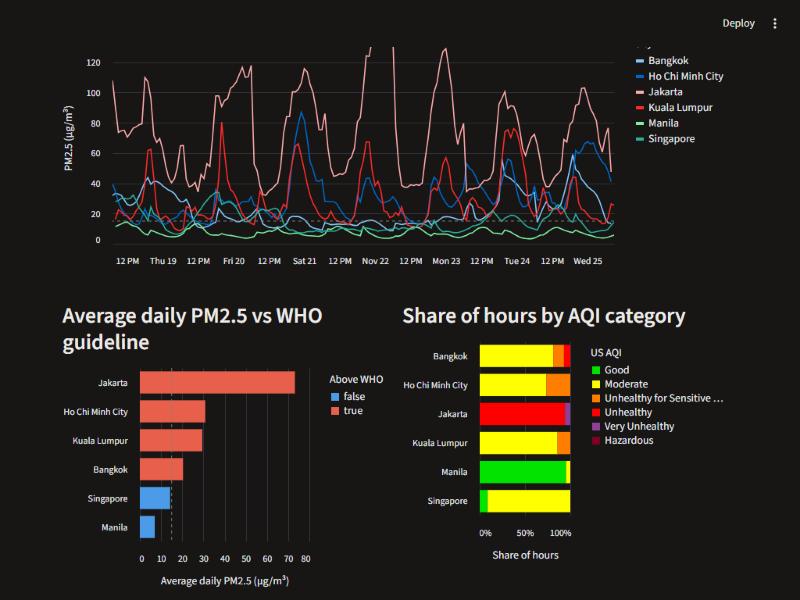 Deploy
120
100
80
60
40
20
0
PM2.5 (µg/m³)
12 PM Thu 19 12 PM Fri 20 12 PM Sat 21 12 PM Nov 22 12 PM Mon 23 12 PM Tue 24 12 PM Wed 25
Bangkok
Ho Chi Minh City
Jakarta
Kuala Lumpur
Manila
Singapore
Average daily PM2.5 vs WHO
guideline
Jakarta
Ho Chi Minh City
Kuala Lumpur
Bangkok
Singapore
Manila
0 10 20 30 40 50 60 70 80
Average daily PM2.5 (µg/m³)
Above WHO
false
true
Share of hours by AQI category
Bangkok
Ho Chi Minh City
Jakarta
Kuala Lumpur
Manila
Singapore
0% 50% 100%
Share of hours
US AQI
Good
Moderate
Unhealthy for Sensitive …
Unhealthy
Very Unhealthy
Hazardous